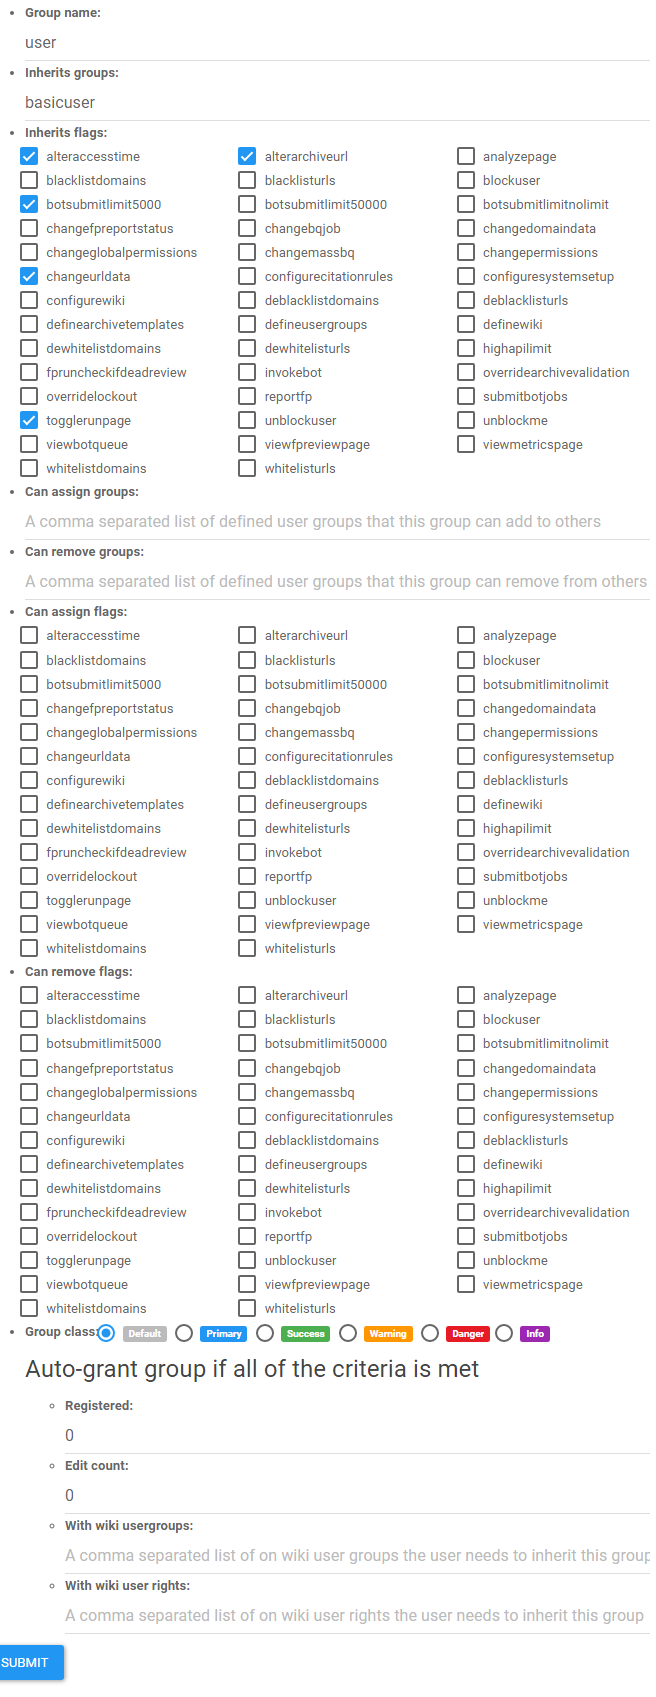 Group name:
user
Inherits groups:
basicuser
Inherits flags:
alteraccesstime alterarchiveurl analyzepage
blacklistdomains blacklisturls blockuser
botsubmitlimit5000 botsubmitlimit50000 botsubmitlimitnolimit
changefpreportstatus changebqjob changedomaindata
changeglobalpermissions changemassbq changepermissions
changeurldata configurecitationrules configuresystemsetup
configurewiki deblacklistdomains deblacklisturls
definearchivetemplates defineusergroups definewiki
dewhitelistdomains dewhitelisturls highapilimit
fpruncheckifdeadreview invokebot overridearchivevalidation
overridelockout reportfp submitbotjobs
togglerunpage unblockuser unblockme
viewbotqueue viewfpreviewpage viewmetricspage
whitelistdomains whitelisturls
Can assign groups:
A comma separated list of defined user groups that this group can add to others
Can remove groups:
A comma separated list of defined user groups that this group can remove from others
Can assign flags:
alteraccesstime alterarchiveurl analyzepage
blacklistdomains blacklisturls blockuser
botsubmitlimit5000 botsubmitlimit50000 botsubmitlimitnolimit
changefpreportstatus changebqjob changedomaindata
changeglobalpermissions changemassbq changepermissions
changeurldata configurecitationrules configuresystemsetup
configurewiki deblacklistdomains deblacklisturls
definearchivetemplates defineusergroups definewiki
dewhitelistdomains dewhitelisturls highapilimit
fpruncheckifdeadreview invokebot overridearchivevalidation
overridelockout reportfp submitbotjobs
togglerunpage unblockuser unblockme
viewbotqueue viewfpreviewpage viewmetricspage
whitelistdomains whitelisturls
Can remove flags:
alteraccesstime alterarchiveurl analyzepage
blacklistdomains blacklisturls blockuser
botsubmitlimit5000 botsubmitlimit50000 botsubmitlimitnolimit
changefpreportstatus changebqjob changedomaindata
changeglobalpermissions changemassbq changepermissions
changeurldata configurecitationrules configuresystemsetup
configurewiki deblacklistdomains deblacklisturls
definearchivetemplates defineusergroups definewiki
dewhitelistdomains dewhitelisturls highapilimit
fpruncheckifdeadreview invokebot overridearchivevalidation
overridelockout reportfp submitbotjobs
togglerunpage unblockuser unblockme
viewbotqueue viewfpreviewpage viewmetricspage
whitelistdomains whitelisturls
Group class: Default Primary Success Warning Danger Info
Auto-grant group if all of the criteria is met
Registered:
0
Edit count:
0
With wiki usergroups:
A comma separated list of on wiki user groups the user needs to inherit this group
With wiki user rights:
A comma separated list of on wiki user rights the user needs to inherit this group
SUBMIT